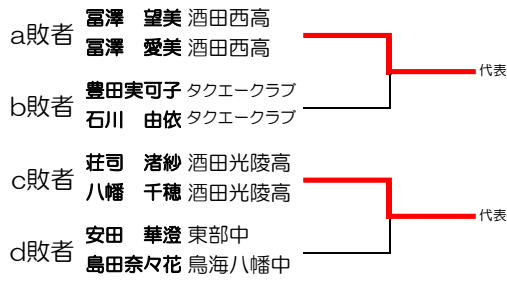 a敗者 冨澤 望美 酒田西高
冨澤 愛美 酒田西高
代表
b敗者 豊田実可子 タクエークラブ
石川 由依 タクエークラブ
c敗者 荘司 渚紗 酒田光陵高
八幡 千穂 酒田光陵高
代表
d敗者 安田 華澄 東部中
島田奈々花 鳥海八幡中